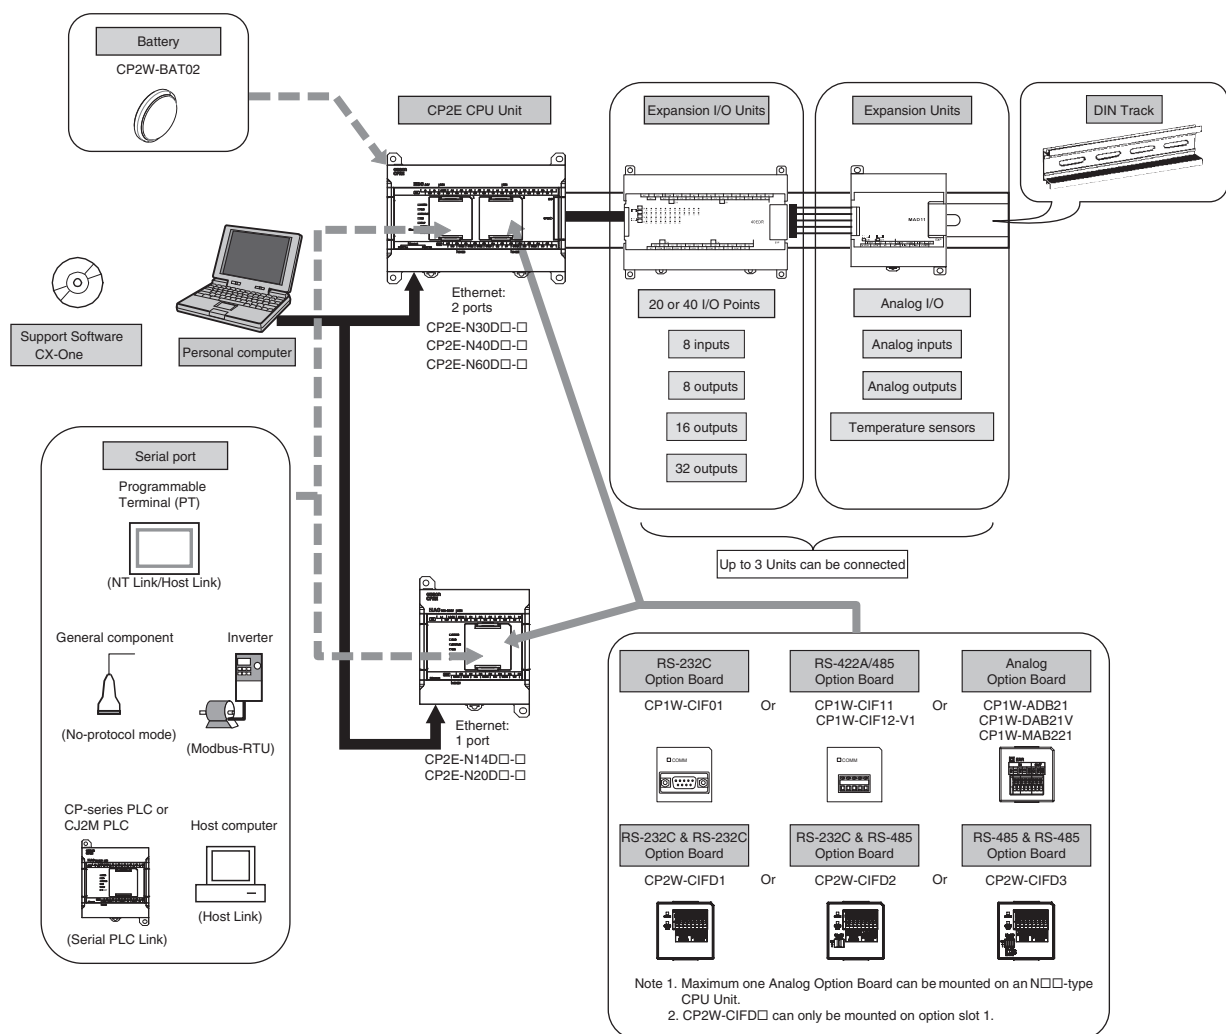 Battery
CP2W-BAT02
CP2E CPU Unit
Expansion I/O Units
Expansion Units
DIN Track
40EDR
MAD11
Support Software
CX-One
Personal computer
Ethernet:
2 ports
CP2E-N30D□-□
CP2E-N40D□-□
CP2E-N60D□-□
20 or 40 I/O Points
8 inputs
8 outputs
16 outputs
32 outputs
Analog I/O
Analog inputs
Analog outputs
Temperature sensors
Up to 3 Units can be connected
Serial port
Programmable
Terminal (PT)
(NT Link/Host Link)
General component
(No-protocol mode)
Inverter
(Modbus-RTU)
CP-series PLC or
CJ2M PLC
(Serial PLC Link)
Host computer
(Host Link)
Ethernet:
1 port
CP2E-N14D□-□
CP2E-N20D□-□
RS-232C
Option Board
CP1W-CIF01
Or
RS-422A/485
Option Board
CP1W-CIF11
CP1W-CIF12-V1
Or
Analog
Option Board
CP1W-ADB21
CP1W-DAB21V
CP1W-MAB221
COMM
COMM
RS-232C & RS-232C
Option Board
CP2W-CIFD1
Or
RS-232C & RS-485
Option Board
CP2W-CIFD2
Or
RS-485 & RS-485
Option Board
CP2W-CIFD3
Note 1. Maximum one Analog Option Board can be mounted on an N□□-type
CPU Unit.
2. CP2W-CIFD□ can only be mounted on option slot 1.